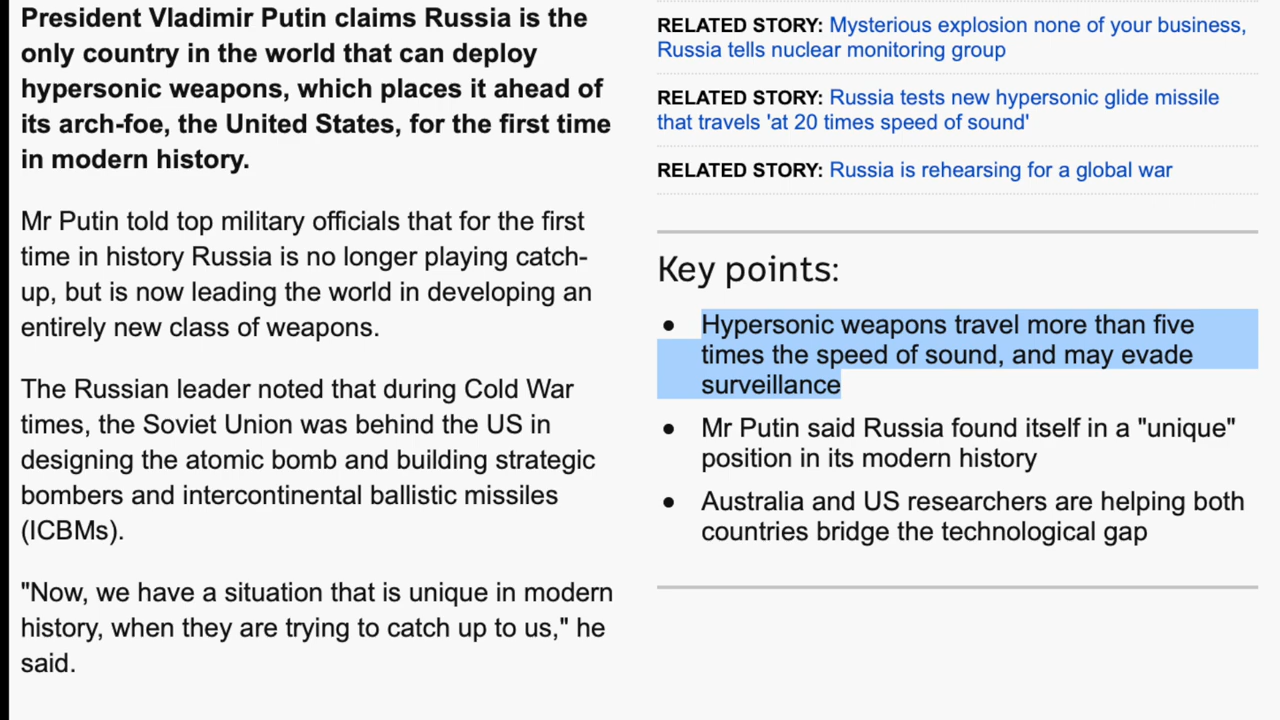 President Vladimir Putin claims Russia is the
only country in the world that can deploy
hypersonic weapons, which places it ahead of
its arch-foe, the United States, for the first time
in modern history.
Mr Putin told top military officials that for the first
time in history Russia is no longer playing catch-
up, but is now leading the world in developing an
entirely new class of weapons.
The Russian leader noted that during Cold War
times, the Soviet Union was behind the US in
designing the atomic bomb and building strategic
bombers and intercontinental ballistic missiles
(ICBMs).
"Now, we have a situation that is unique in modern
history, when they are trying to catch up to us," he
said.
RELATED STORY: Mysterious explosion none of your business,
Russia tells nuclear monitoring group
RELATED STORY: Russia tests new hypersonic glide missile
that travels 'at 20 times speed of sound'
RELATED STORY: Russia is rehearsing for a global war
Key points:
● Hypersonic weapons travel more than five
times the speed of sound, and may evade
surveillance
● Mr Putin said Russia found itself in a "unique"
position in its modern history
● Australia and US researchers are helping both
countries bridge the technological gap